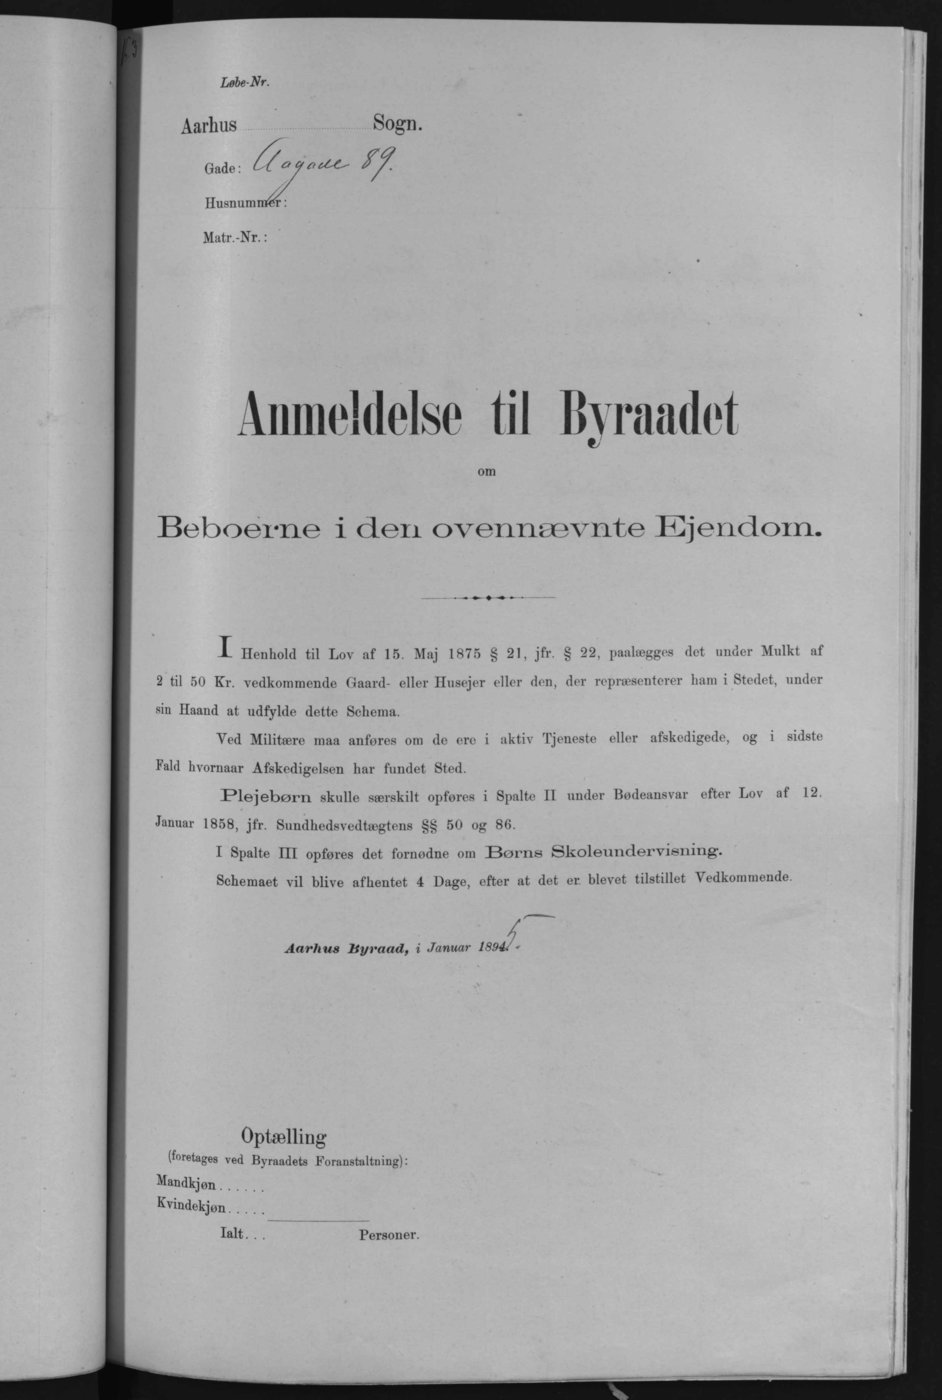 Løbe-Nr.
Aarhus Sogn.
Gade: Aagade 89.
Husnummer:
Matr.-Nr.:
Anmeldelse til Byraadet
om
Beboerne i den ovennævnte Ejendom.
I Henhold til Lov af 15. Maj 1875 § 21, jfr. § 22, paalægges det under Mulkt af
2 til 50 Kr. vedkommende Gaard- eller Husejer eller den, der repræsenterer ham i Stedet, under
sin Haand at udfylde dette Schema.
Ved Militære maa anføres om de ere i aktiv Tjeneste eller afskedigede, og i sidste
Fald hvornaar Afskedigelsen har fundet Sted.
Plejebørn skulle særskilt opføres i Spalte II under Bødeansvar efter Lov af 12.
Januar 1858, jfr. Sundhedsvedtægtens §§ 50 og 86.
I Spalte III opføres det fornødne om Børns Skoleundervisning.
Schemaet vil blive afhentet 4 Dage, efter at det er blevet tilstillet Vedkommende.
Aarhus Byraad, i Januar 1894. 5.
Optælling
(foretages ved Byraadets Foranstaltning):
Mandkjøn......
Kvindekjøn.....
Ialt... Personer.